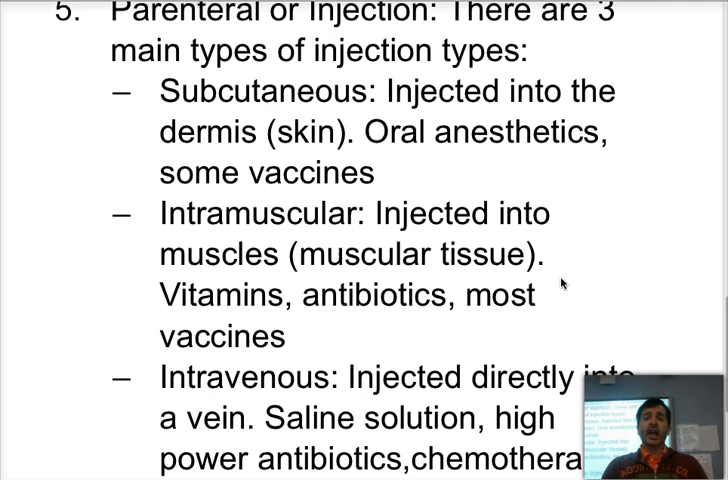 5. Parenteral or Injection: There are 3
main types of injection types:
– Subcutaneous: Injected into the
dermis (skin). Oral anesthetics,
some vaccines
– Intramuscular: Injected into
muscles (muscular tissue).
Vitamins, antibiotics, most
vaccines
– Intravenous: Injected directly into
a vein. Saline solution, high
power antibiotics,chemothera